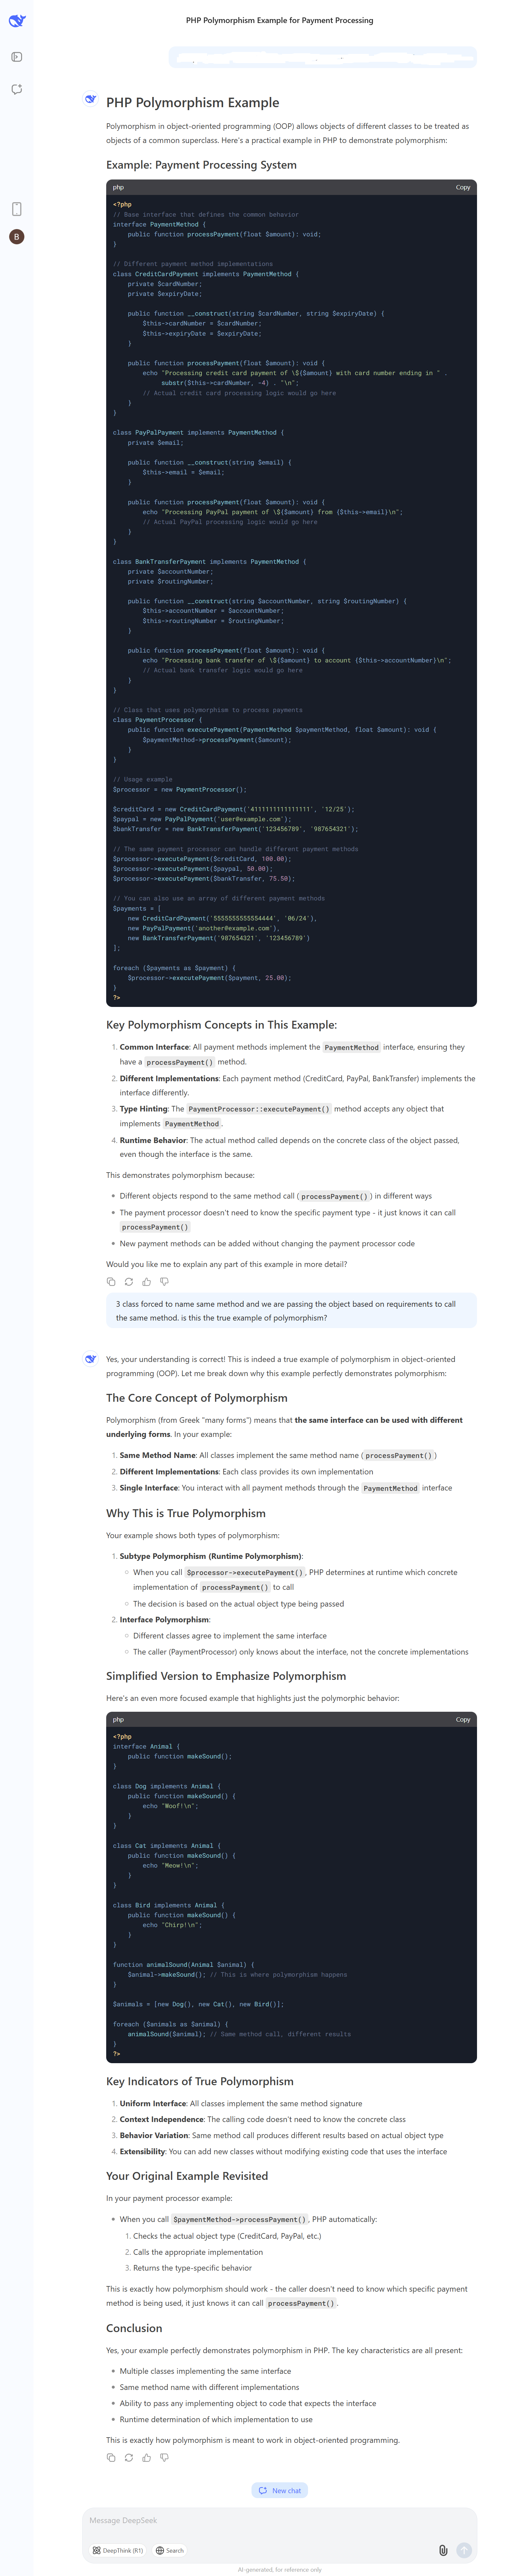 PHP Polymorphism Example for Payment Processing
PHP Polymorphism Example
Polymorphism in object-oriented programming (OOP) allows objects of different classes to be treated as
objects of a common superclass. Here's a practical example in PHP to demonstrate polymorphism:
Example: Payment Processing System
php Copy
<?php
// Base interface that defines the common behavior
interface PaymentMethod {
    public function processPayment(float $amount): void;
}

// Different payment method implementations
class CreditCardPayment implements PaymentMethod {
    private $cardNumber;
    private $expiryDate;

    public function __construct(string $cardNumber, string $expiryDate) {
        $this->cardNumber = $cardNumber;
        $this->expiryDate = $expiryDate;
    }

    public function processPayment(float $amount): void {
        echo "Processing credit card payment of \${$amount} with card number ending in " .
             substr($this->cardNumber, -4) . "\n";
        // Actual credit card processing logic would go here
    }
}

class PayPalPayment implements PaymentMethod {
    private $email;

    public function __construct(string $email) {
        $this->email = $email;
    }

    public function processPayment(float $amount): void {
        echo "Processing PayPal payment of \${$amount} from {$this->email}\n";
        // Actual PayPal processing logic would go here
    }
}

class BankTransferPayment implements PaymentMethod {
    private $accountNumber;
    private $routingNumber;

    public function __construct(string $accountNumber, string $routingNumber) {
        $this->accountNumber = $accountNumber;
        $this->routingNumber = $routingNumber;
    }

    public function processPayment(float $amount): void {
        echo "Processing bank transfer of \${$amount} to account {$this->accountNumber}\n";
        // Actual bank transfer logic would go here
    }
}

// Class that uses polymorphism to process payments
class PaymentProcessor {
    public function executePayment(PaymentMethod $paymentMethod, float $amount): void {
        $paymentMethod->processPayment($amount);
    }
}

// Usage example
$processor = new PaymentProcessor();

$creditCard = new CreditCardPayment('4111111111111111', '12/25');
$paypal = new PayPalPayment('user@example.com');
$bankTransfer = new BankTransferPayment('123456789', '987654321');

// The same payment processor can handle different payment methods
$processor->executePayment($creditCard, 100.00);
$processor->executePayment($paypal, 50.00);
$processor->executePayment($bankTransfer, 75.50);

// You can also use an array of different payment methods
$payments = [
    new CreditCardPayment('5555555555554444', '06/24'),
    new PayPalPayment('another@example.com'),
    new BankTransferPayment('987654321', '123456789')
];

foreach ($payments as $payment) {
    $processor->executePayment($payment, 25.00);
}
?>
Key Polymorphism Concepts in This Example:
1. Common Interface: All payment methods implement the PaymentMethod interface, ensuring they
have a processPayment() method.
2. Different Implementations: Each payment method (CreditCard, PayPal, BankTransfer) implements the
interface differently.
3. Type Hinting: The PaymentProcessor::executePayment() method accepts any object that
implements PaymentMethod.
4. Runtime Behavior: The actual method called depends on the concrete class of the object passed,
even though the interface is the same.
This demonstrates polymorphism because:
• Different objects respond to the same method call (processPayment()) in different ways
• The payment processor doesn't need to know the specific payment type - it just knows it can call
processPayment()
• New payment methods can be added without changing the payment processor code
Would you like me to explain any part of this example in more detail?
3 class forced to name same method and we are passing the object based on requirements to call
the same method. is this the true example of polymorphism?
Yes, your understanding is correct! This is indeed a true example of polymorphism in object-oriented
programming (OOP). Let me break down why this example perfectly demonstrates polymorphism:
The Core Concept of Polymorphism
Polymorphism (from Greek "many forms") means that the same interface can be used with different
underlying forms. In your example:
1. Same Method Name: All classes implement the same method name (processPayment())
2. Different Implementations: Each class provides its own implementation
3. Single Interface: You interact with all payment methods through the PaymentMethod interface
Why This is True Polymorphism
Your example shows both types of polymorphism:
1. Subtype Polymorphism (Runtime Polymorphism):
○ When you call $processor->executePayment(), PHP determines at runtime which concrete
implementation of processPayment() to call
○ The decision is based on the actual object type being passed
2. Interface Polymorphism:
○ Different classes agree to implement the same interface
○ The caller (PaymentProcessor) only knows about the interface, not the concrete implementations
Simplified Version to Emphasize Polymorphism
Here's an even more focused example that highlights just the polymorphic behavior:
php Copy
<?php
interface Animal {
    public function makeSound();
}

class Dog implements Animal {
    public function makeSound() {
        echo "Woof!\n";
    }
}

class Cat implements Animal {
    public function makeSound() {
        echo "Meow!\n";
    }
}

class Bird implements Animal {
    public function makeSound() {
        echo "Chirp!\n";
    }
}

function animalSound(Animal $animal) {
    $animal->makeSound(); // This is where polymorphism happens
}

$animals = [new Dog(), new Cat(), new Bird()];

foreach ($animals as $animal) {
    animalSound($animal); // Same method call, different results
}
?>
Key Indicators of True Polymorphism
1. Uniform Interface: All classes implement the same method signature
2. Context Independence: The calling code doesn't need to know the concrete class
3. Behavior Variation: Same method call produces different results based on actual object type
4. Extensibility: You can add new classes without modifying existing code that uses the interface
Your Original Example Revisited
In your payment processor example:
• When you call $paymentMethod->processPayment(), PHP automatically:
1. Checks the actual object type (CreditCard, PayPal, etc.)
2. Calls the appropriate implementation
3. Returns the type-specific behavior
This is exactly how polymorphism should work - the caller doesn't need to know which specific payment
method is being used, it just knows it can call processPayment().
Conclusion
Yes, your example perfectly demonstrates polymorphism in PHP. The key characteristics are all present:
• Multiple classes implementing the same interface
• Same method name with different implementations
• Ability to pass any implementing object to code that expects the interface
• Runtime determination of which implementation to use
This is exactly how polymorphism is meant to work in object-oriented programming.
New chat
Message DeepSeek
DeepThink (R1) Search
AI-generated, for reference only
B